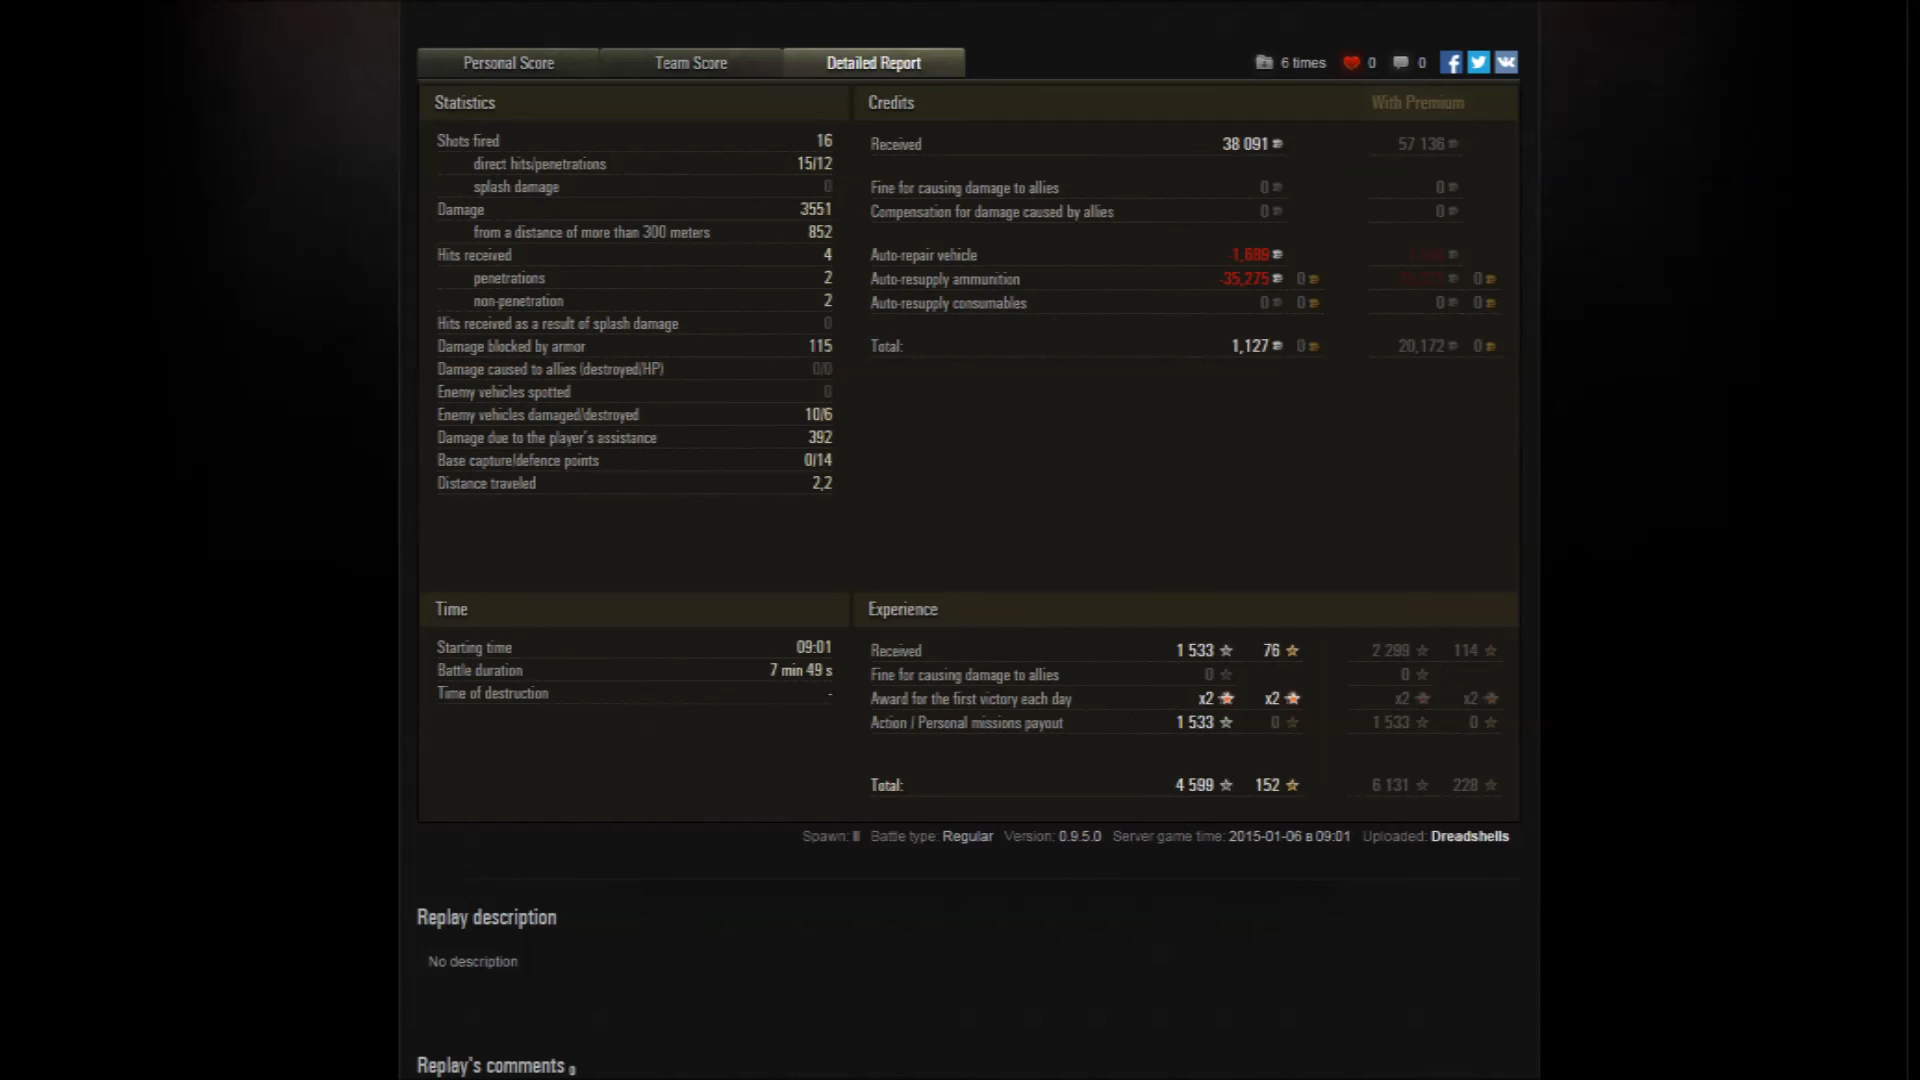 Personal Score Team Score Detailed Report 6 times 0 0
Statistics
Shots fired 16
direct hits/penetrations 15/12
splash damage 0
Damage 3551
from a distance of more than 300 meters 852
Hits received 4
penetrations 2
non-penetration 2
Hits received as a result of splash damage 0
Damage blocked by armor 115
Damage caused to allies (destroyed/HP) 0/0
Enemy vehicles spotted 0
Enemy vehicles damaged/destroyed 10/6
Damage due to the player's assistance 392
Base capture/defence points 0/14
Distance traveled 2,2
Credits With Premium
Received 38 091 57 136
Fine for causing damage to allies 0 0
Compensation for damage caused by allies 0 0
Auto-repair vehicle -1,689
Auto-resupply ammunition -35,275 0 0
Auto-resupply consumables 0 0 0 0
Total: 1,127 0 20,172 0
Time
Starting time 09:01
Battle duration 7 min 49 s
Time of destruction -
Experience
Received 1 533 76 2 299 114
Fine for causing damage to allies 0 0
Award for the first victory each day x2 x2 x2 x2
Action / Personal missions payout 1 533 0 1 533 0
Total: 4 599 152 6 131 228
Spawn: II Battle type: Regular Version: 0.9.5.0 Server game time: 2015-01-06 в 09:01 Uploaded: Dreadshells
Replay description
No description
Replay's comments 0